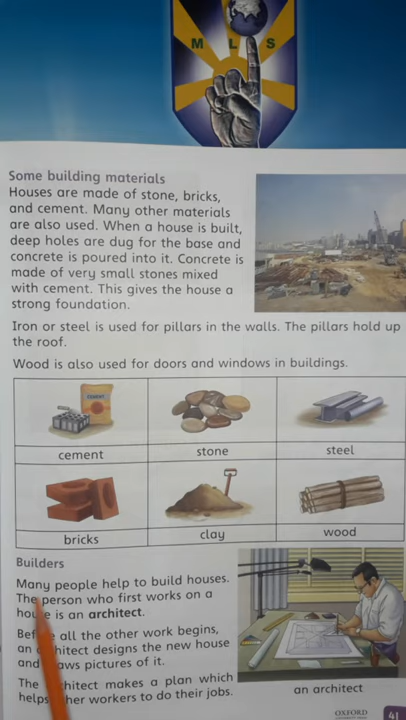 M L S
Some building materials
Houses are made of stone, bricks,
and cement. Many other materials
are also used. When a house is built,
deep holes are dug for the base and
concrete is poured into it. Concrete is
made of very small stones mixed
with cement. This gives the house a
strong foundation.
Iron or steel is used for pillars in the walls. The pillars hold up
the roof.
Wood is also used for doors and windows in buildings.
CEMENT
cement stone steel
bricks clay wood
Builders
Many people help to build houses.
The person who first works on a
house is an architect.
all the other work begins,
an architect designs the new house
and draws pictures of it.
The architect makes a plan which
helps other workers to do their jobs.
an architect
OXFORD
41